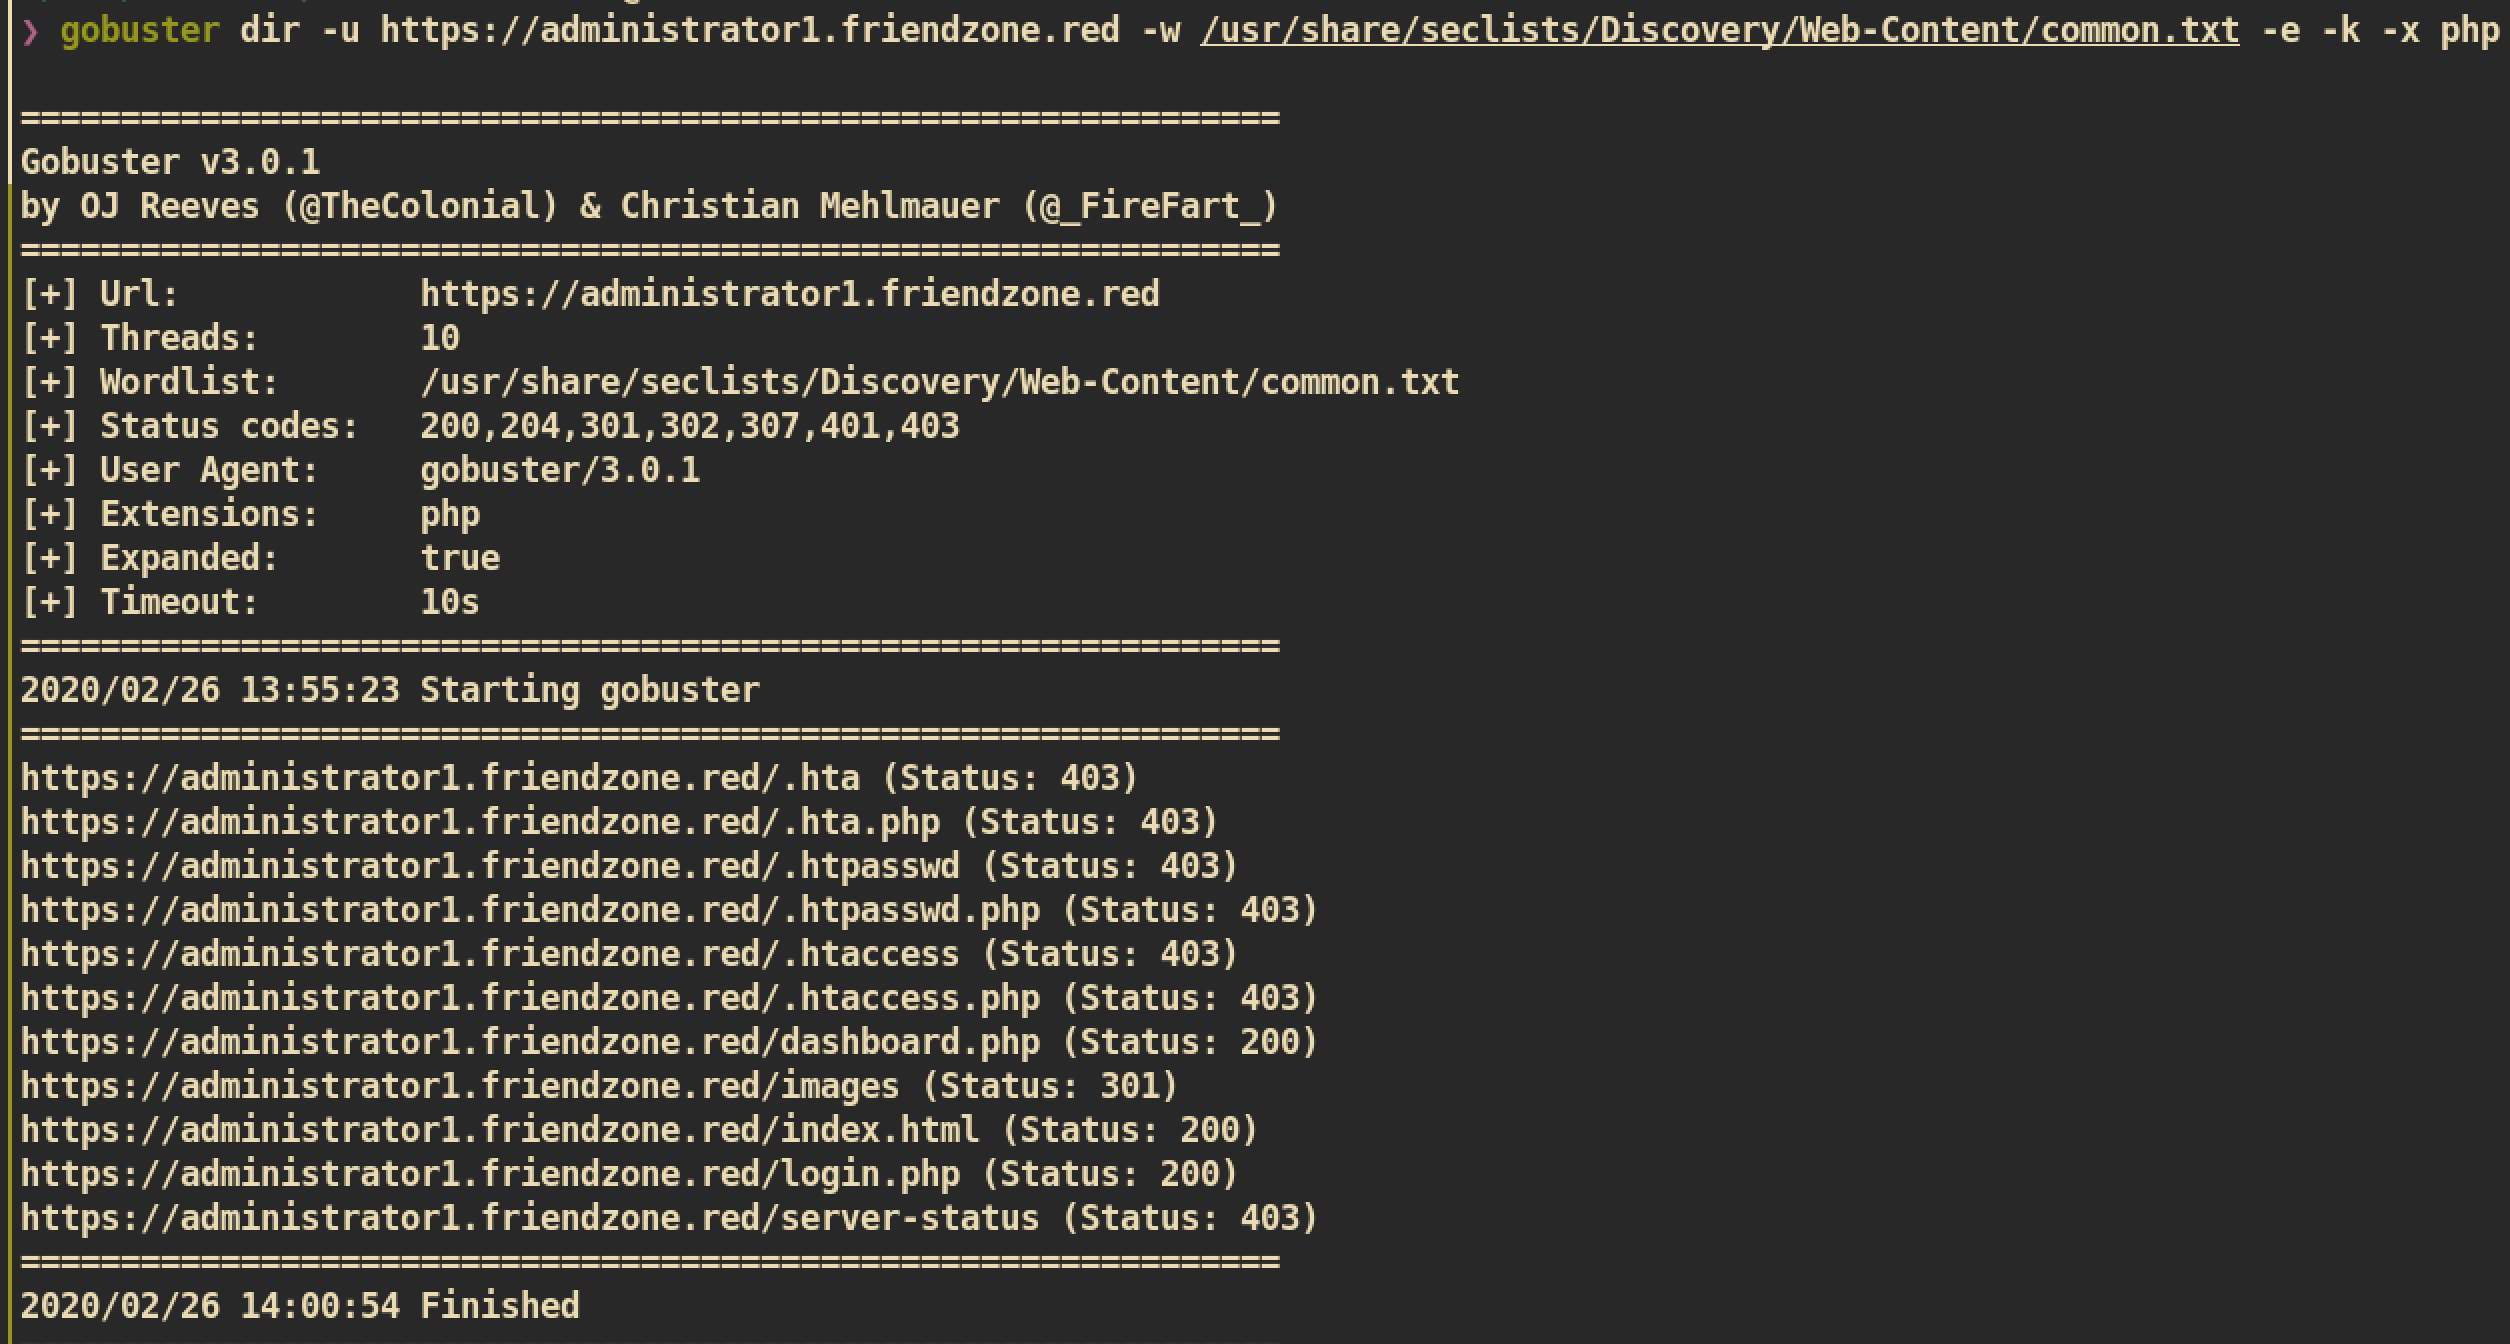 ❯ gobuster dir -u https://administrator1.friendzone.red -w /usr/share/seclists/Discovery/Web-Content/common.txt -e -k -x php
===============================================================
Gobuster v3.0.1
by OJ Reeves (@TheColonial) & Christian Mehlmauer (@_FireFart_)
===============================================================
[+] Url:            https://administrator1.friendzone.red
[+] Threads:        10
[+] Wordlist:       /usr/share/seclists/Discovery/Web-Content/common.txt
[+] Status codes:   200,204,301,302,307,401,403
[+] User Agent:     gobuster/3.0.1
[+] Extensions:     php
[+] Expanded:       true
[+] Timeout:        10s
===============================================================
2020/02/26 13:55:23 Starting gobuster
===============================================================
https://administrator1.friendzone.red/.hta (Status: 403)
https://administrator1.friendzone.red/.hta.php (Status: 403)
https://administrator1.friendzone.red/.htpasswd (Status: 403)
https://administrator1.friendzone.red/.htpasswd.php (Status: 403)
https://administrator1.friendzone.red/.htaccess (Status: 403)
https://administrator1.friendzone.red/.htaccess.php (Status: 403)
https://administrator1.friendzone.red/dashboard.php (Status: 200)
https://administrator1.friendzone.red/images (Status: 301)
https://administrator1.friendzone.red/index.html (Status: 200)
https://administrator1.friendzone.red/login.php (Status: 200)
https://administrator1.friendzone.red/server-status (Status: 403)
===============================================================
2020/02/26 14:00:54 Finished